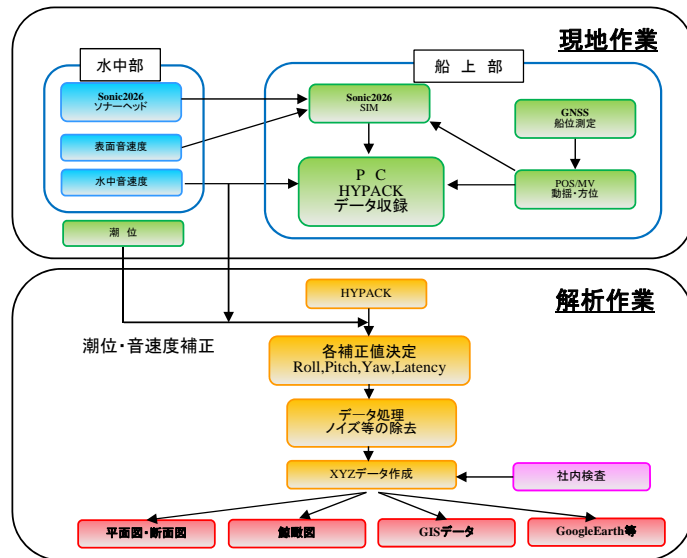 現地作業
水中部
船上部
Sonic2026
ソナーヘッド
表面音速度
水中音速度
Sonic2026
SIM
GNSS
船位測定
P C
HYPACK
データ収録
POS/MV
動揺・方位
潮位
解析作業
HYPACK
潮位・音速度補正
各補正値決定
Roll,Pitch,Yaw,Latency
データ処理
ノイズ等の除去
XYZデータ作成
社内検査
平面図・断面図
鯨瞰図
GISデータ
GoogleEarth等